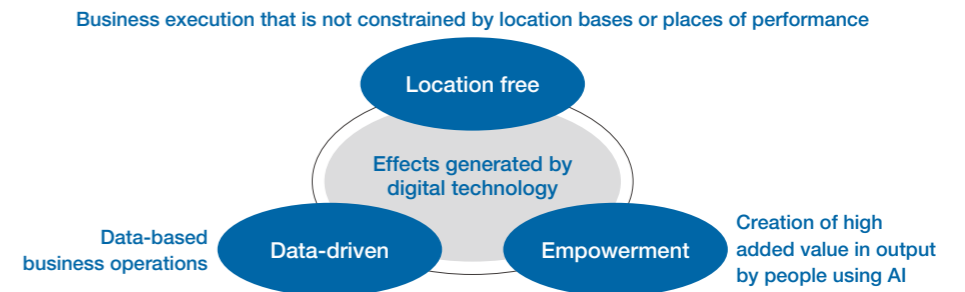 Business execution that is not constrained by location bases or places of performance
Location free
Effects generated by
digital technology
Data-based
business operations
Data-driven
Empowerment
Creation of high
added value in output
by people using AI